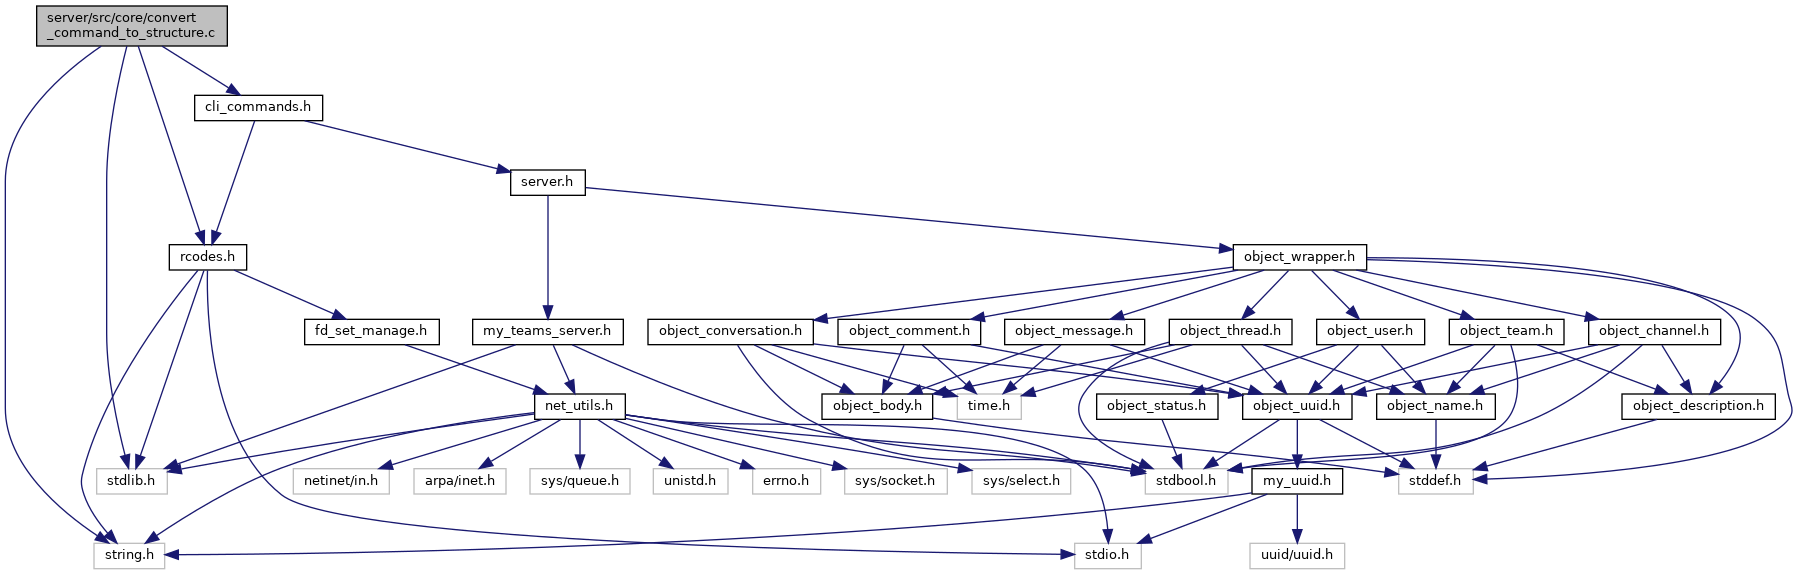 server/src/core/convert
_command_to_structure.c
cli_commands.h
server.h
rcodes.h
object_wrapper.h
fd_set_manage.h
my_teams_server.h
object_conversation.h
object_comment.h
object_message.h
object_thread.h
object_user.h
object_team.h
object_channel.h
net_utils.h
object_body.h
time.h
object_status.h
object_uuid.h
object_name.h
object_description.h
stdlib.h
netinet/in.h
arpa/inet.h
sys/queue.h
unistd.h
errno.h
sys/socket.h
sys/select.h
stdbool.h
my_uuid.h
stddef.h
string.h
stdio.h
uuid/uuid.h